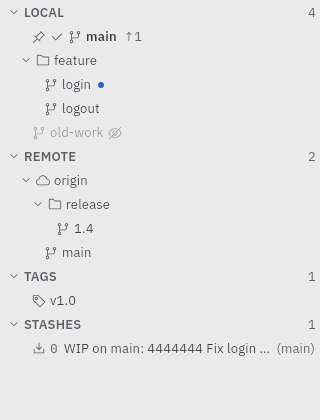 LOCAL 4
main ↑1
feature
login
logout
old-work
REMOTE 2
origin
release
1.4
main
TAGS 1
v1.0
STASHES 1
0 WIP on main: 4444444 Fix login ... (main)